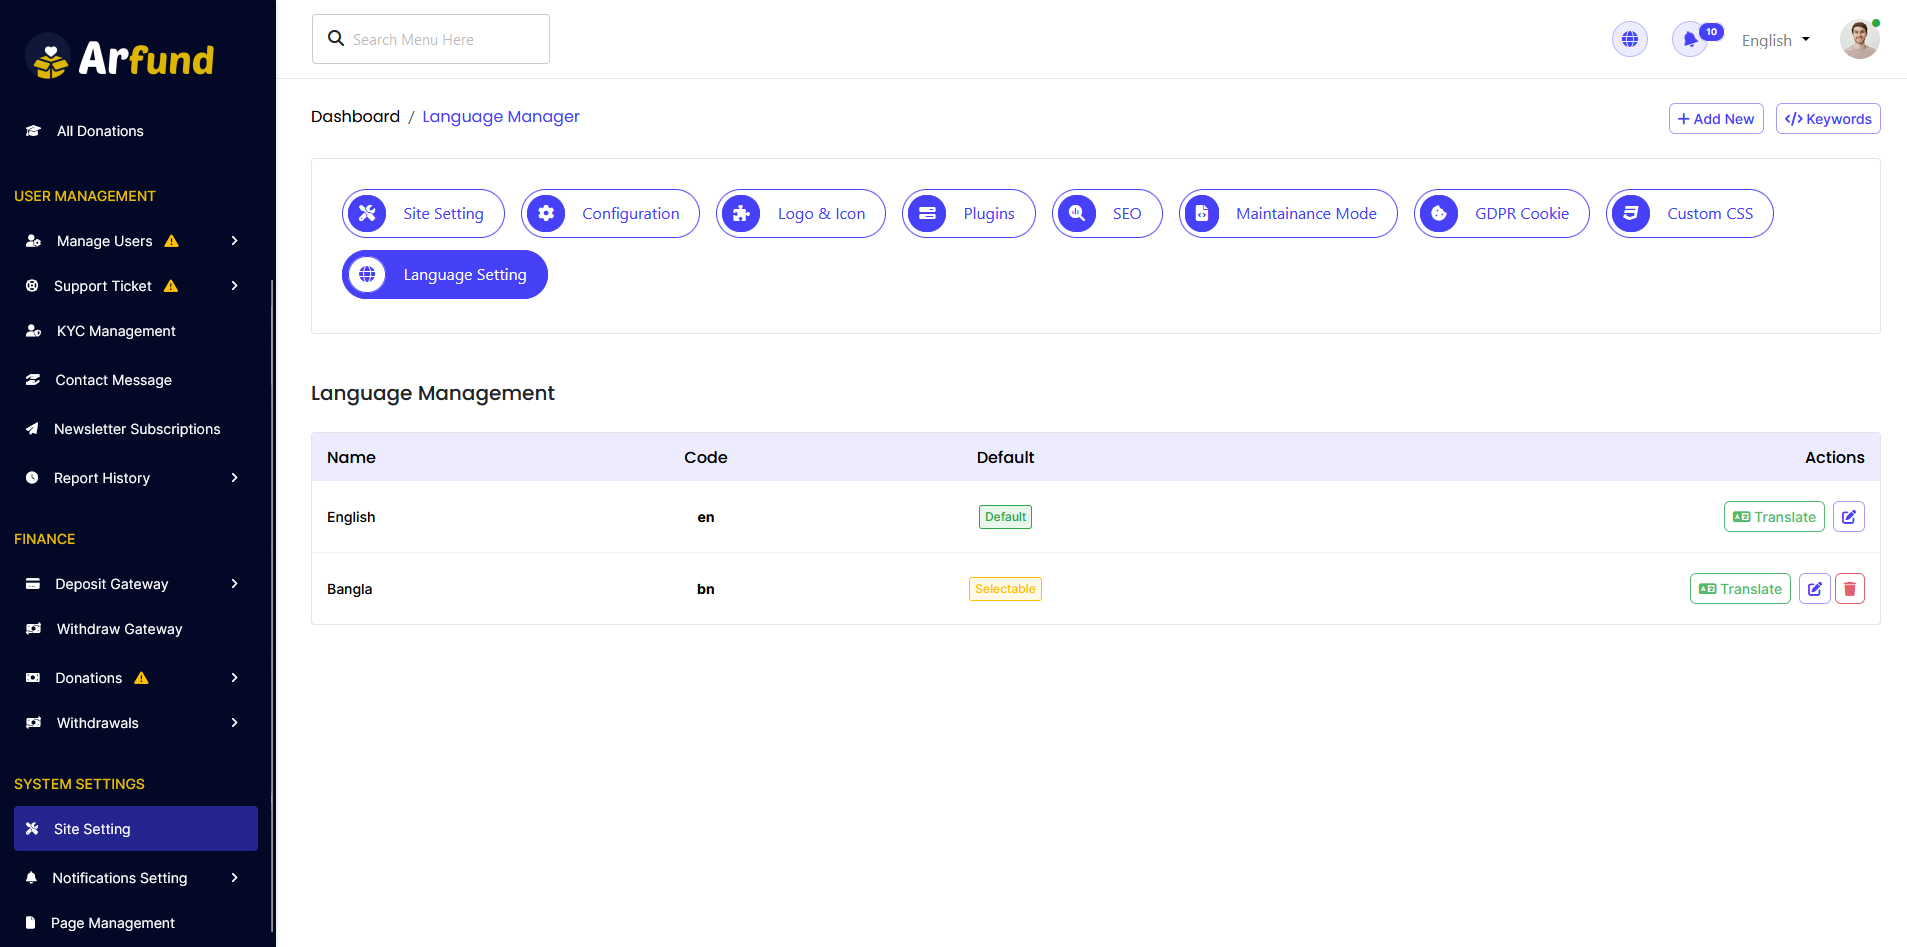 Arfund
All Donations
USER MANAGEMENT
Manage Users
Support Ticket
KYC Management
Contact Message
Newsletter Subscriptions
Report History
FINANCE
Deposit Gateway
Withdraw Gateway
Donations
Withdrawals
SYSTEM SETTINGS
Site Setting
Notifications Setting
Page Management
Search Menu Here
10
English
Dashboard / Language Manager
+ Add New
</> Keywords
Site Setting
Configuration
Logo & Icon
Plugins
SEO
Maintainance Mode
GDPR Cookie
Custom CSS
Language Setting
Language Management
Name Code Default Actions
English en Default Translate
Bangla bn Selectable Translate